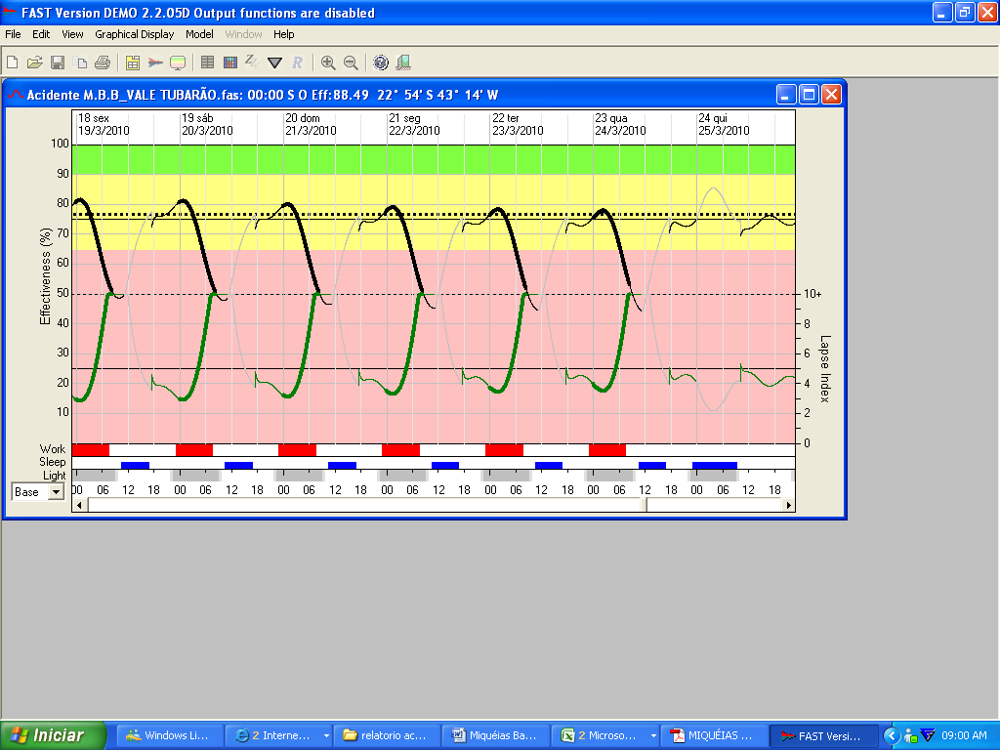 FAST Version DEMO 2.2.05D Output functions are disabled
File Edit View Graphical Display Model Window Help
Acidente M.B.B_VALE TUBARÃO.fas: 00:00 S O Eff:88.49 22° 54' S 43° 14' W
18 sex 19 sáb 20 dom 21 seg 22 ter 23 qua 24 qui
19/3/2010 20/3/2010 21/3/2010 22/3/2010 23/3/2010 24/3/2010 25/3/2010
100
90
80
70
60
50 10+
40 8
30 6
20 4
10 2
0
Effectiveness (%)
Lapse Index
Work
Sleep
Light
Base
00 06 12 18 00 06 12 18 00 06 12 18 00 06 12 18 00 06 12 18 00 06 12 18 00 06 12 18
Iniciar Windows Li... 2 Interne... relatorio ac... Miquéias Ba... 2 Microso... MIQUÉIAS ... FAST Versi... 09:00 AM